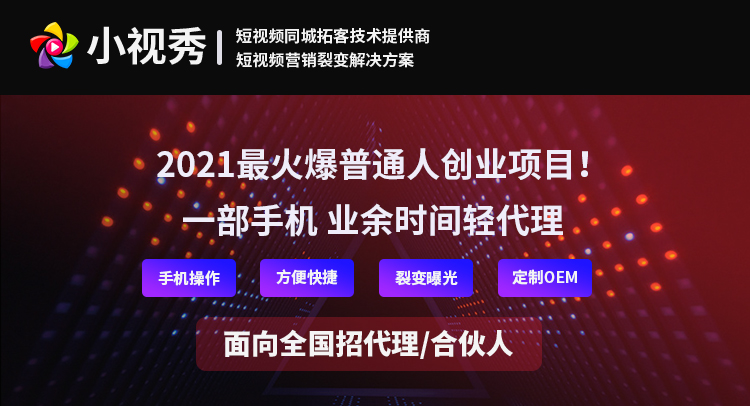 小视秀
短视频同城拓客技术提供商
短视频营销裂变解决方案
2021最火爆普通人创业项目！
一部手机 业余时间轻代理
手机操作
方便快捷
裂变曝光
定制OEM
面向全国招代理/合伙人